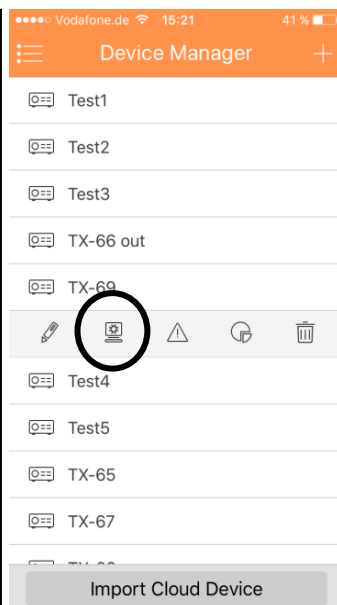 Vodafone.de 15:21 41 %
Device Manager
Test1
Test2
Test3
TX-66 out
TX-69
Test4
Test5
TX-65
TX-67
Import Cloud Device